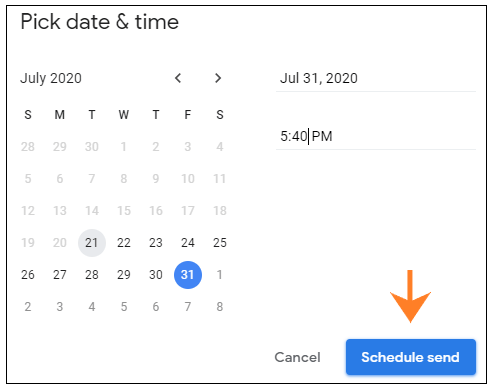 Pick date & time
July 2020
S M T W T F S
28 29 30 1 2 3 4
5 6 7 8 9 10 11
12 13 14 15 16 17 18
19 20 21 22 23 24 25
26 27 28 29 30 31 1
2 3 4 5 6 7 8
Jul 31, 2020
5:40 PM
Cancel Schedule send